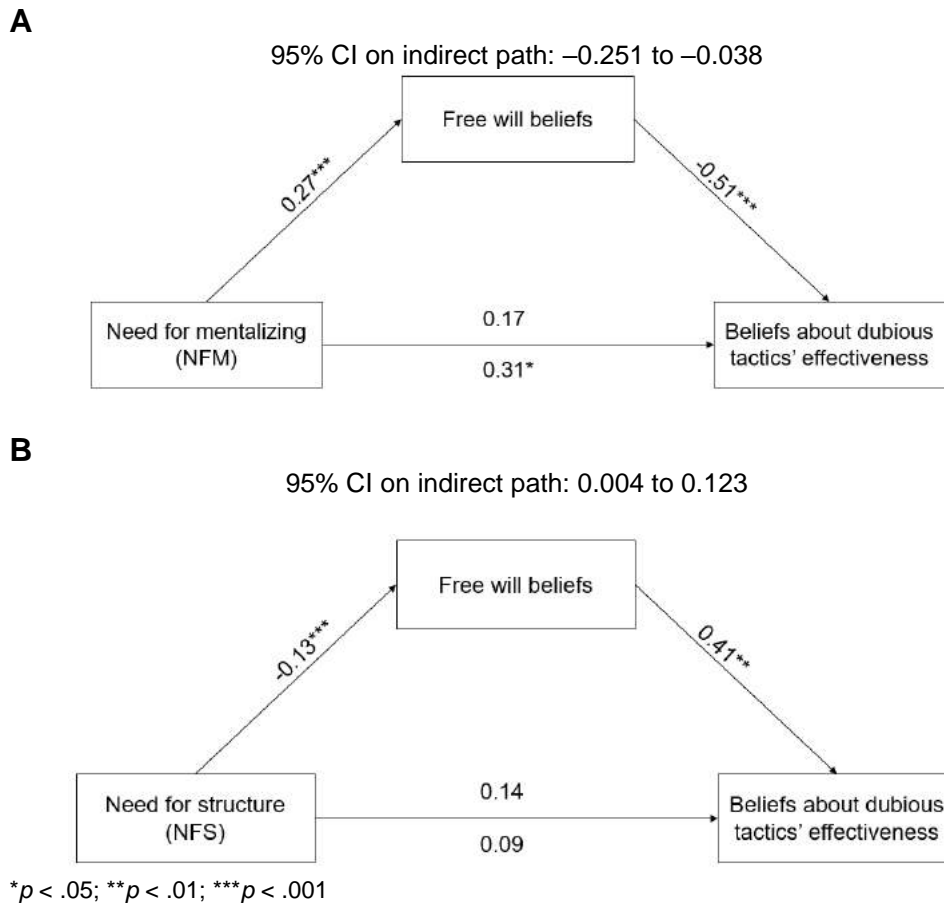 A
95% CI on indirect path: –0.251 to –0.038
Free will beliefs
0.27***
-0.51***
Need for mentalizing
(NFM)
0.17
0.31*
Beliefs about dubious
tactics’ effectiveness
B
95% CI on indirect path: 0.004 to 0.123
Free will beliefs
-0.13***
0.41**
Need for structure
(NFS)
0.14
0.09
Beliefs about dubious
tactics’ effectiveness
*p < .05; **p < .01; ***p < .001